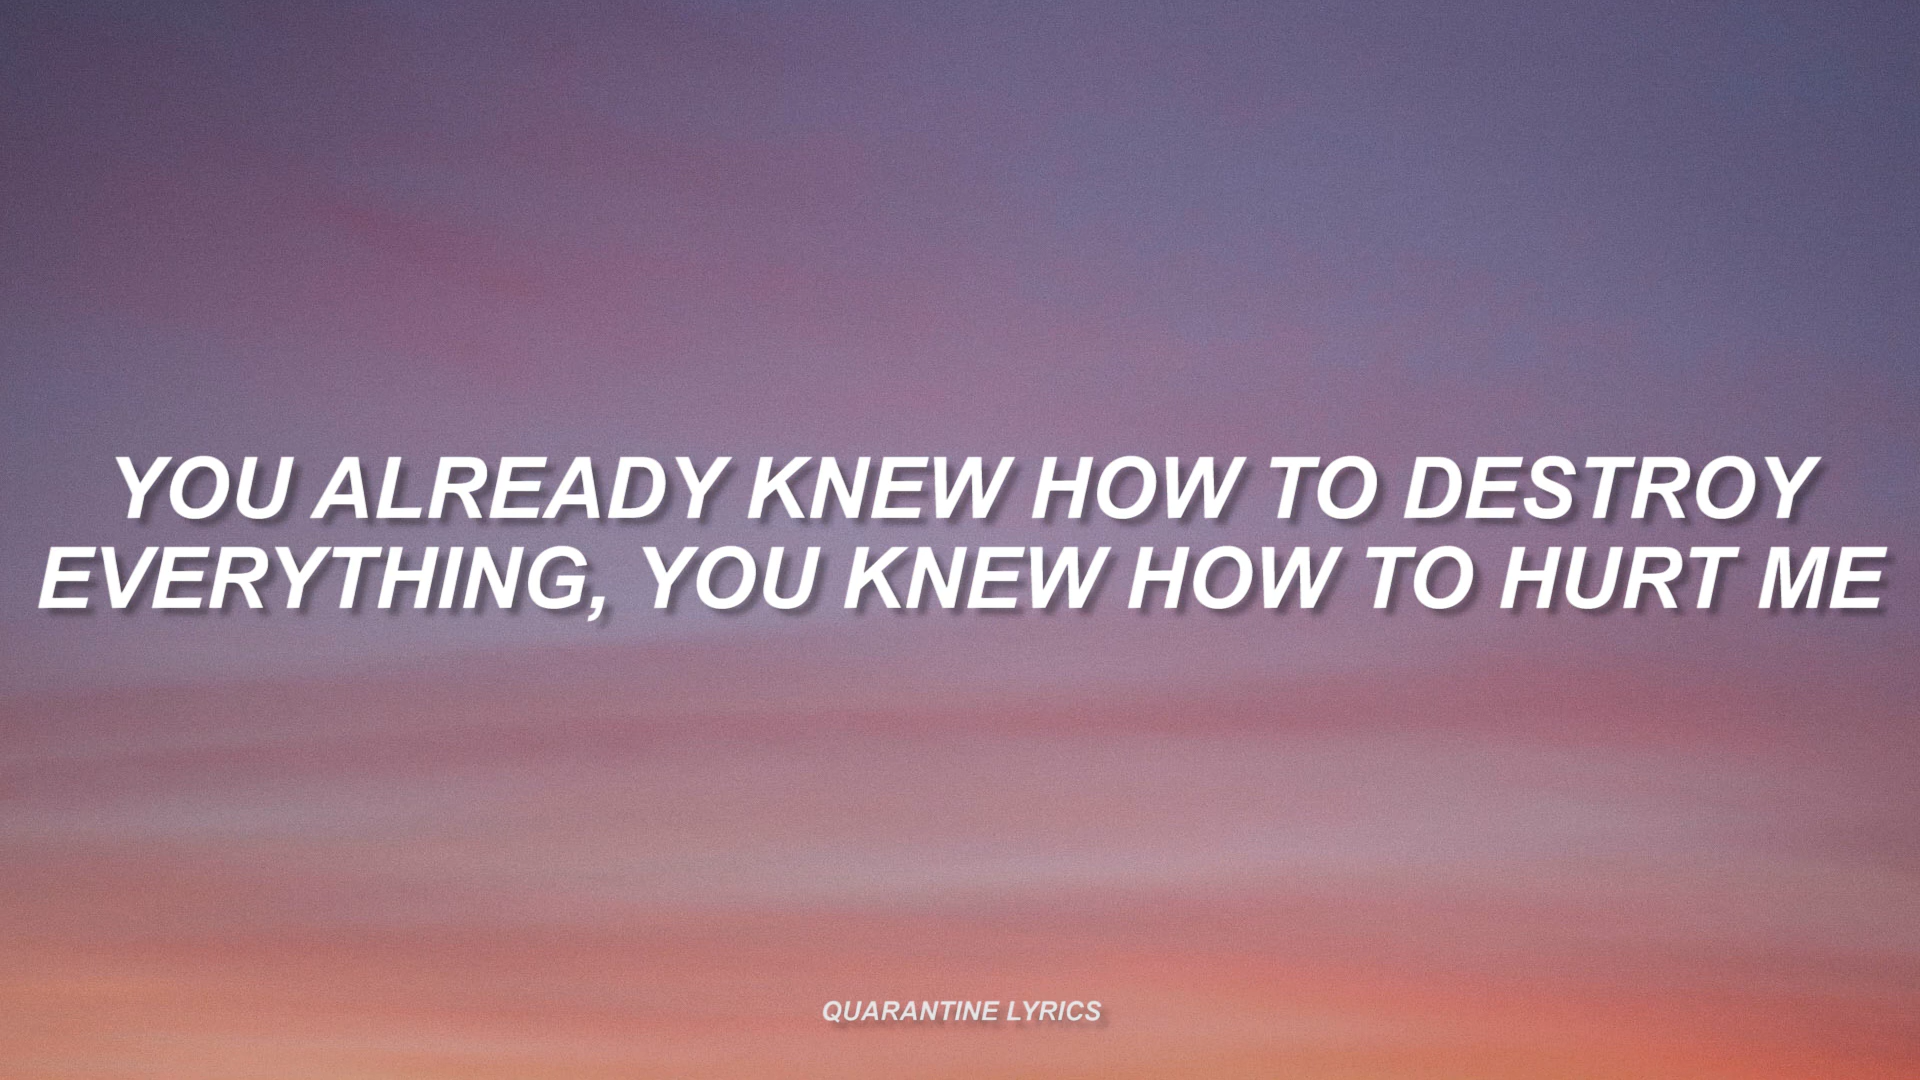 YOU ALREADY KNEW HOW TO DESTROY
EVERYTHING, YOU KNEW HOW TO HURT ME
QUARANTINE LYRICS